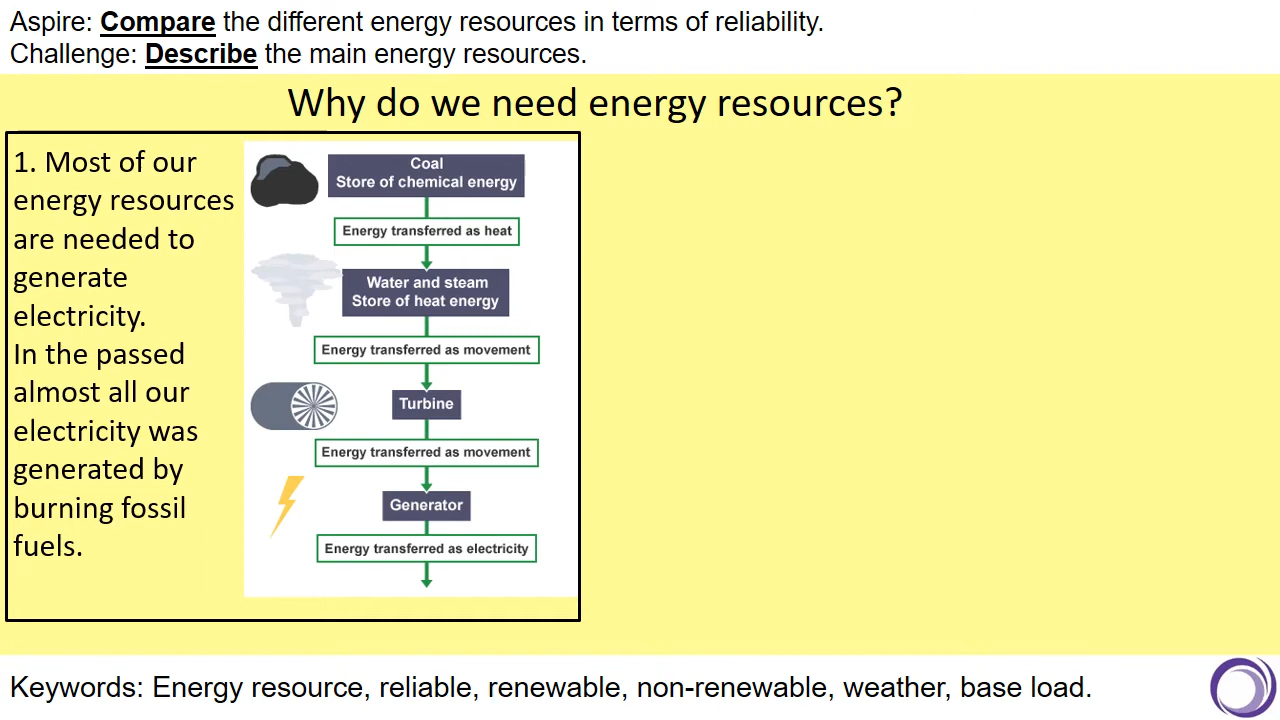 Aspire: Compare the different energy resources in terms of reliability.
Challenge: Describe the main energy resources.
Why do we need energy resources?
1. Most of our
energy resources
are needed to
generate
electricity.
In the passed
almost all our
electricity was
generated by
burning fossil
fuels.
Coal
Store of chemical energy
Energy transferred as heat
Water and steam
Store of heat energy
Energy transferred as movement
Turbine
Energy transferred as movement
Generator
Energy transferred as electricity
Keywords: Energy resource, reliable, renewable, non-renewable, weather, base load.